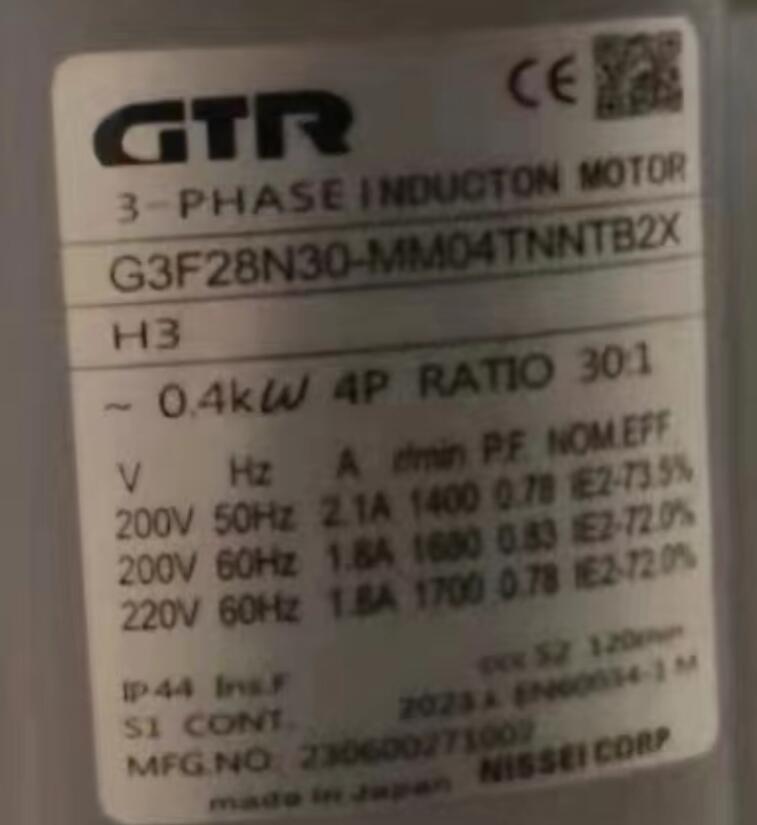 GTR CE
3-PHASE INDUCTON MOTOR
G3F28N30-MM04TNNTB2X
H3
~ 0.4kW 4P RATIO 30:1
V Hz A r/min P.F. NOM.EFF
200V 50Hz 2.1A 1400 0.78 IE2-73.5%
200V 60Hz 1.8A 1680 0.83 IE2-72.0%
220V 60Hz 1.8A 1700 0.78 IE2-72.0%
IP44 Ins.F S2 120min
S1 CONT. 2023 EN60034-1 M
MFG.NO 230600271002
made in Japan NISSEI CORP